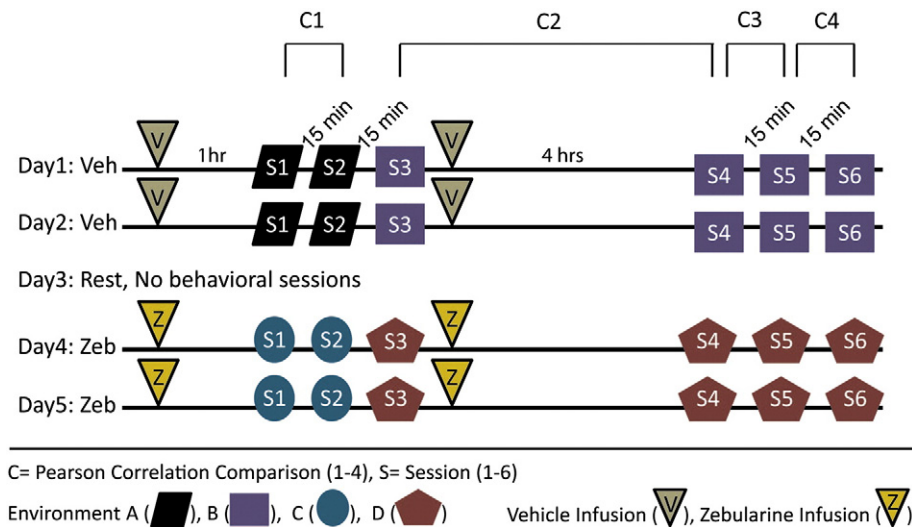 C1 C2 C3 C4
15 min 15 min 15 min 15 min
V V
Day1: Veh 1hr S1 S2 S3 4 hrs S4 S5 S6
V V
Day2: Veh S1 S2 S3 S4 S5 S6
Day3: Rest, No behavioral sessions
Z Z
Day4: Zeb S1 S2 S3 S4 S5 S6
Z Z
Day5: Zeb S1 S2 S3 S4 S5 S6
C= Pearson Correlation Comparison (1-4), S= Session (1-6)
Environment A ( ), B ( ), C ( ), D ( ) Vehicle Infusion ( V ), Zebularine Infusion ( Z )